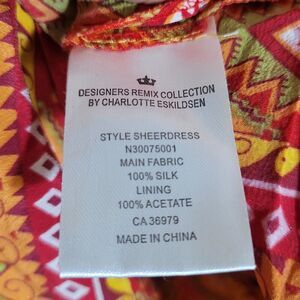 DESIGNERS REMIX COLLECTION
BY CHARLOTTE ESKILDSEN
STYLE SHEERDRESS
N30075001
MAIN FABRIC
100% SILK
LINING
100% ACETATE
CA 36979
MADE IN CHINA